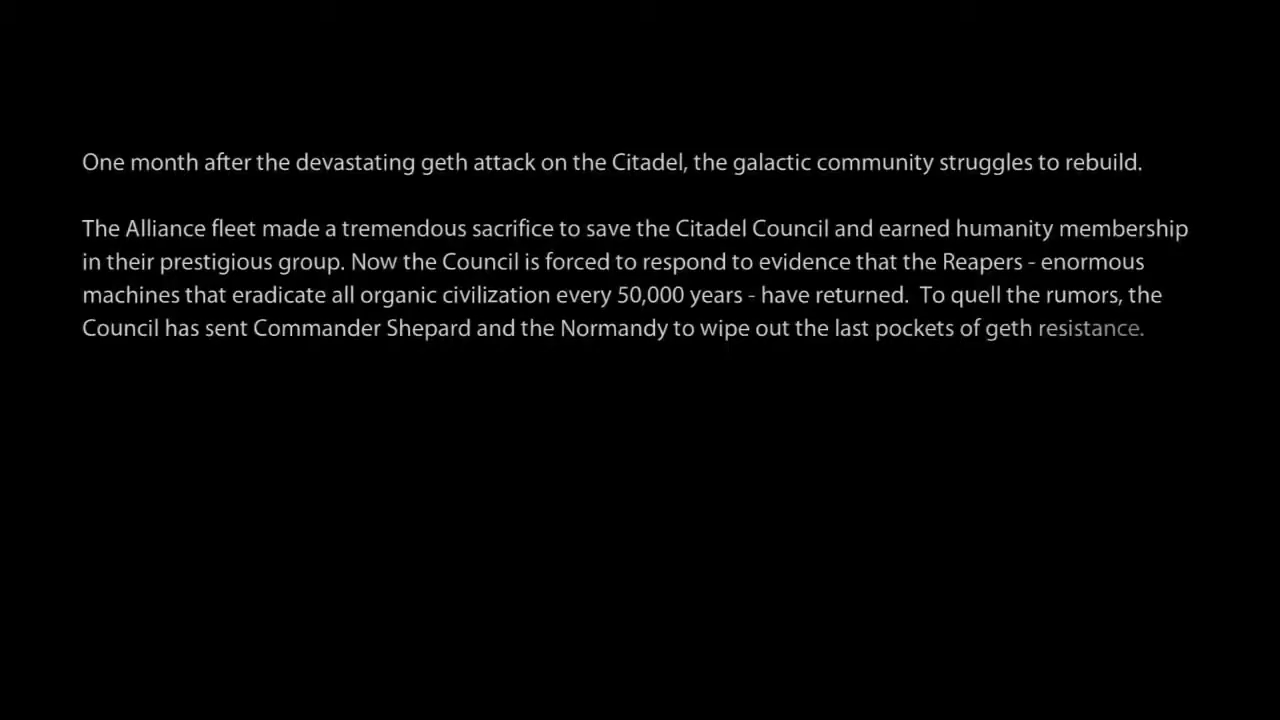 One month after the devastating geth attack on the Citadel, the galactic community struggles to rebuild.
The Alliance fleet made a tremendous sacrifice to save the Citadel Council and earned humanity membership
in their prestigious group. Now the Council is forced to respond to evidence that the Reapers - enormous
machines that eradicate all organic civilization every 50,000 years - have returned.  To quell the rumors, the
Council has sent Commander Shepard and the Normandy to wipe out the last pockets of geth resistance.